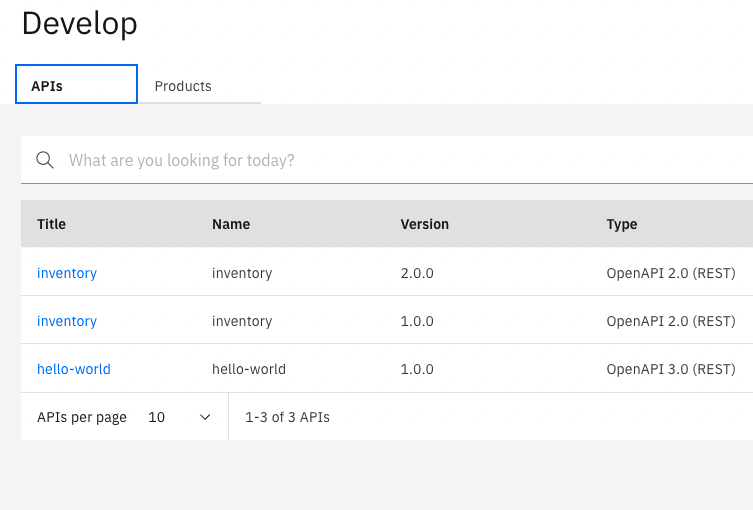 Develop
APIs Products
What are you looking for today?
Title Name Version Type
inventory inventory 2.0.0 OpenAPI 2.0 (REST)
inventory inventory 1.0.0 OpenAPI 2.0 (REST)
hello-world hello-world 1.0.0 OpenAPI 3.0 (REST)
APIs per page 10 1-3 of 3 APIs